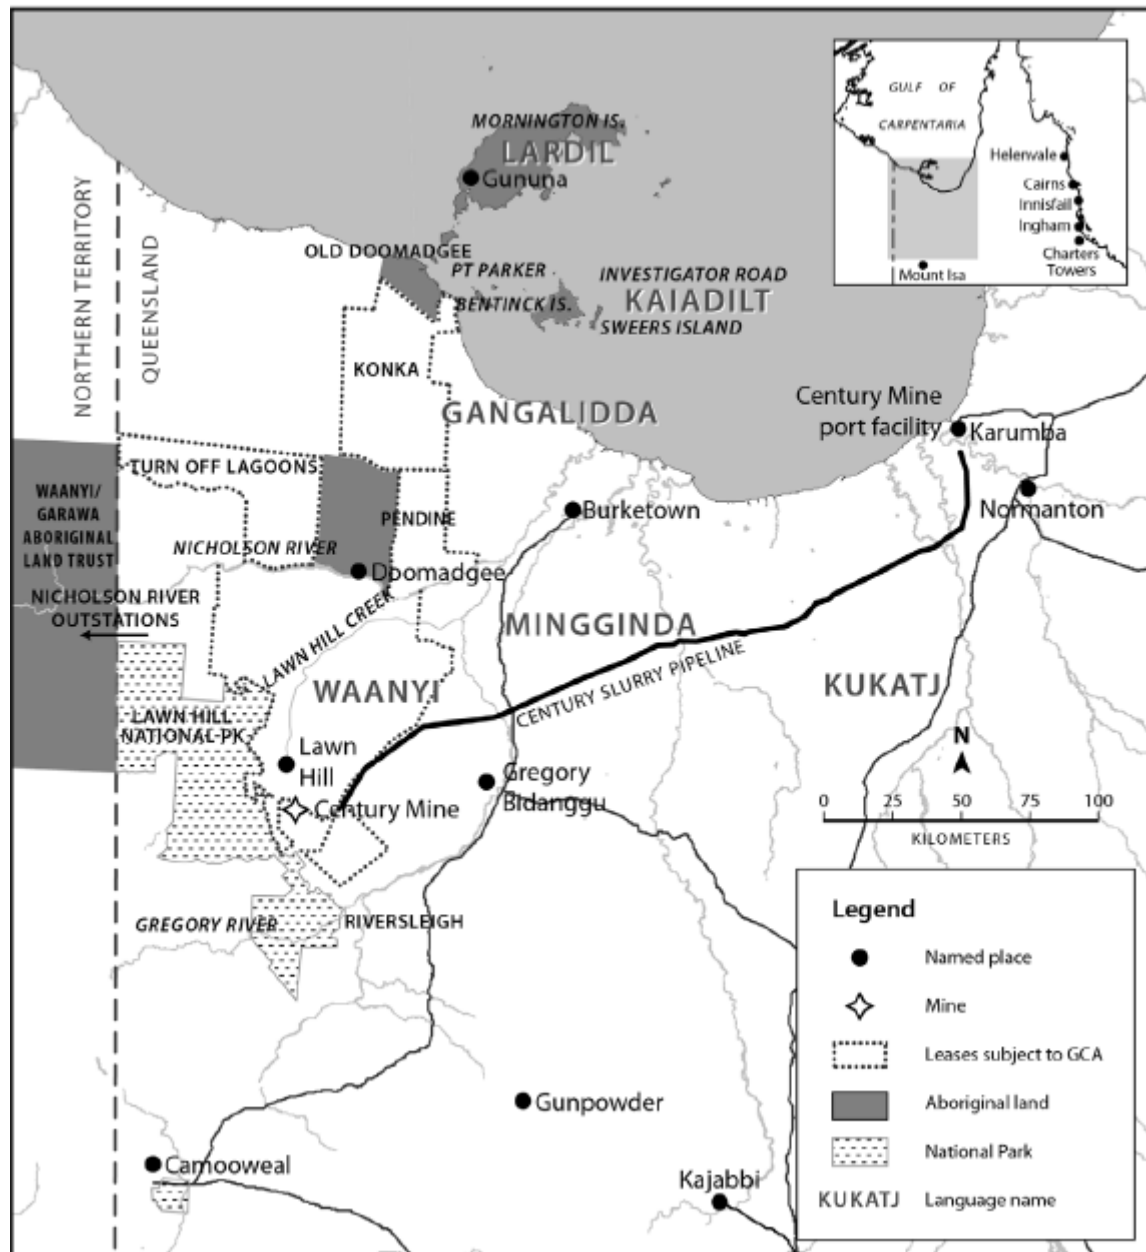 MORNINGTON IS.
LARDIL
Gununa
GULF OF
CARPENTARIA
Helenvale
Cairns
Innisfail
Ingham
Charters
Towers
Mount Isa
NORTHERN TERRITORY
QUEENSLAND
OLD DOOMADGEE
PT PARKER
BENTINCK IS.
INVESTIGATOR ROAD
KAIADILT
SWEERS ISLAND
KONKA
GANGALIDDA
Century Mine
port facility
Karumba
Normanton
TURN OFF LAGOONS
WAANYI/
GARAWA
ABORIGINAL
LAND TRUST
PENDINE
Burketown
NICHOLSON RIVER
Doomadgee
NICHOLSON RIVER
OUTSTATIONS
LAWN HILL CREEK
MINGGINDA
WAANYI
CENTURY SLURRY PIPELINE
KUKATJ
LAWN HILL
NATIONAL PK
Lawn
Hill
Century Mine
Gregory
Bidanggu
N
0 25 50 75 100
KILOMETERS
GREGORY RIVER
RIVERSLEIGH
Gunpowder
Camooweal
Kajabbi
Legend
Named place
Mine
Leases subject to GCA
Aboriginal land
National Park
KUKATJ Language name